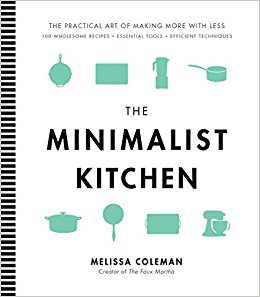 THE PRACTICAL ART OF MAKING MORE WITH LESS
100 WHOLESOME RECIPES • ESSENTIAL TOOLS • EFFICIENT TECHNIQUES
THE
MINIMALIST
KITCHEN
MELISSA COLEMAN
Creator of The Faux Martha